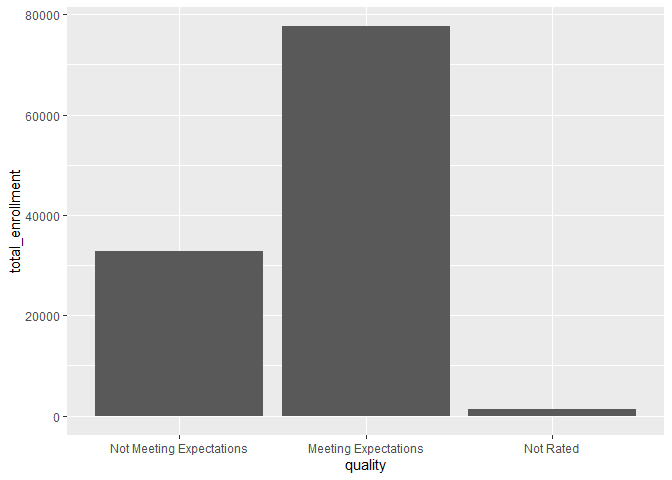 80000
60000
40000
20000
0
total_enrollment
Not Meeting Expectations
Meeting Expectations
Not Rated
quality